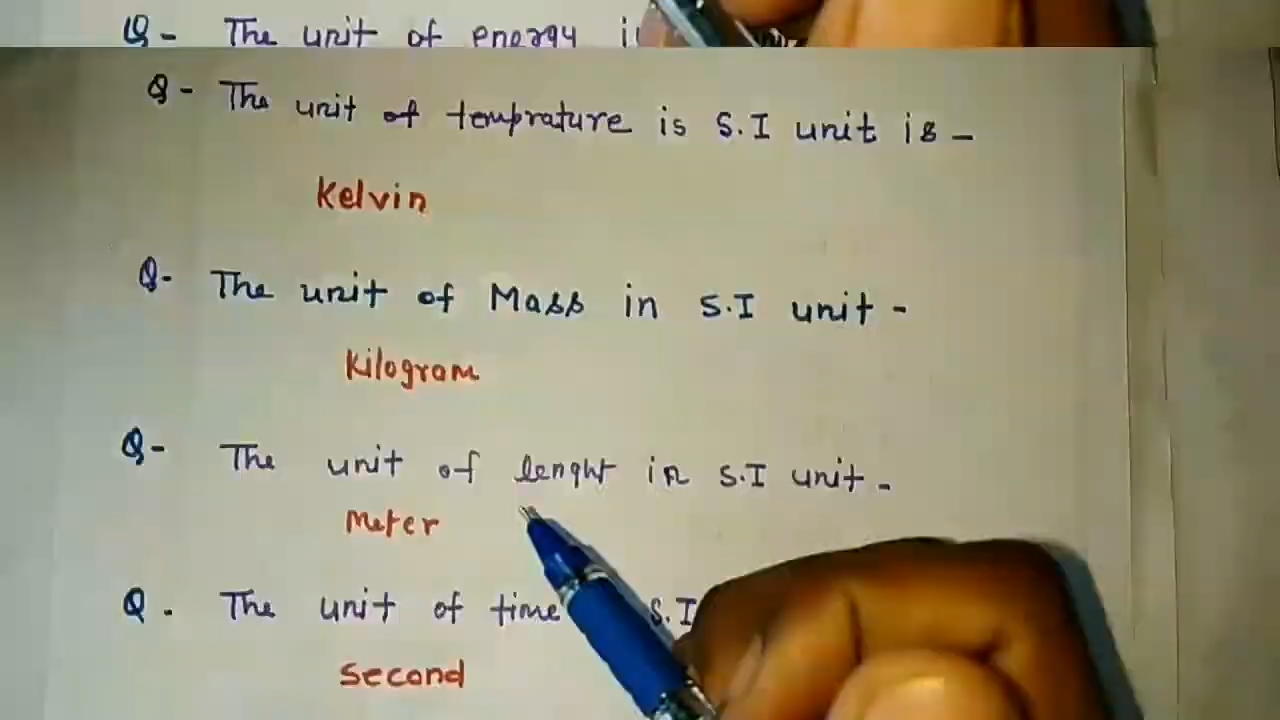 Q- The unit of energy
Q- The unit of temprature is S.I unit is -
Kelvin
Q- The unit of Mass in S.I unit -
Kilogram
Q- The unit of lenght in S.I unit -
Meter
Q. The unit of time S.I
Second